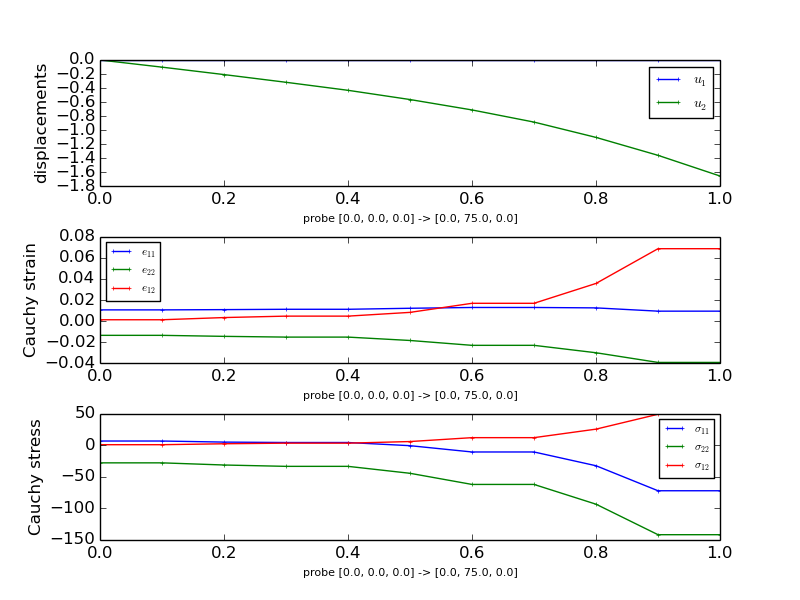 displacements
0.0
−0.2
−0.4
−0.6
−0.8
−1.0
−1.2
−1.4
−1.6
−1.8
u1
u2
0.0 0.2 0.4 0.6 0.8 1.0
probe [0.0, 0.0, 0.0] -> [0.0, 75.0, 0.0]
Cauchy strain
0.08
0.06
0.04
0.02
0.00
−0.02
−0.04
e11
e22
e12
0.0 0.2 0.4 0.6 0.8 1.0
probe [0.0, 0.0, 0.0] -> [0.0, 75.0, 0.0]
Cauchy stress
50
0
−50
−100
−150
σ11
σ22
σ12
0.0 0.2 0.4 0.6 0.8 1.0
probe [0.0, 0.0, 0.0] -> [0.0, 75.0, 0.0]